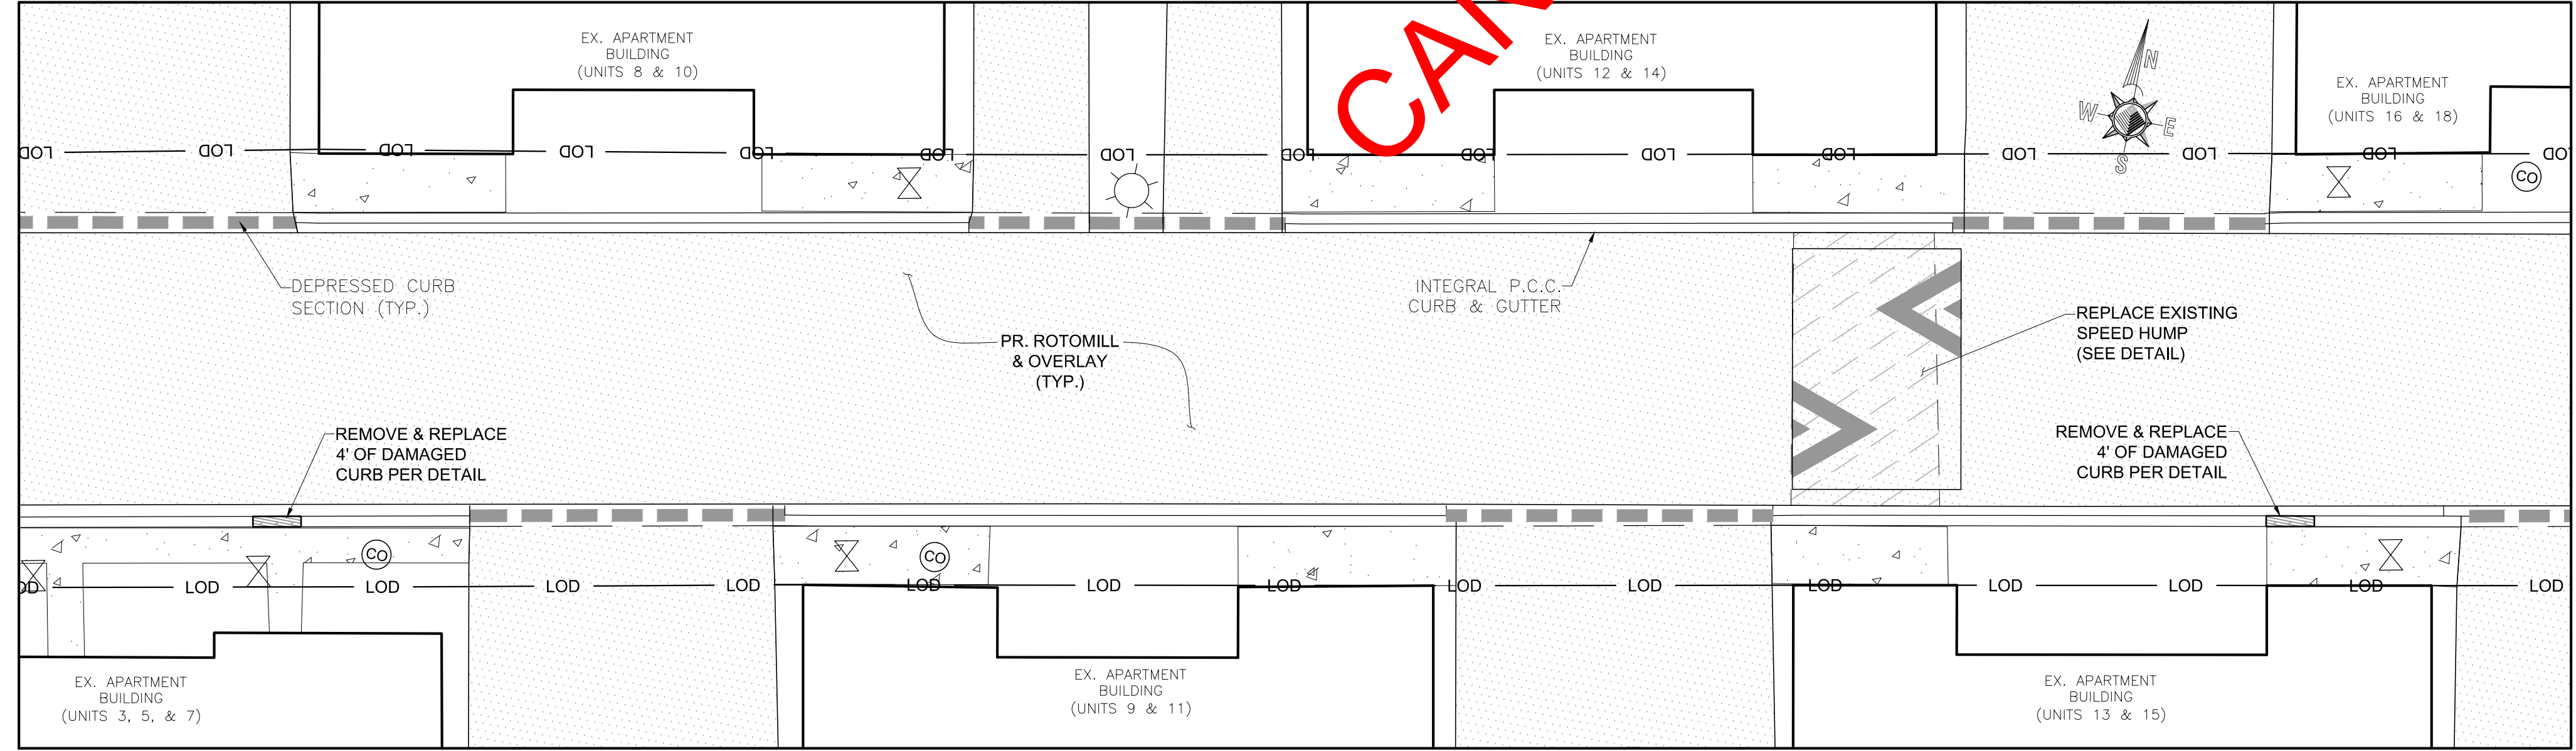 EX. APARTMENT
BUILDING
(UNITS 8 & 10)
EX. APARTMENT
BUILDING
(UNITS 12 & 14)
EX. APARTMENT
BUILDING
(UNITS 16 & 18)
N
W
E
S
LOD LOD LOD LOD LOD LOD LOD LOD LOD LOD LOD LOD LOD LOD
CO
DEPRESSED CURB
SECTION (TYP.)
INTEGRAL P.C.C.
CURB & GUTTER
PR. ROTOMILL
& OVERLAY
(TYP.)
REPLACE EXISTING
SPEED HUMP
(SEE DETAIL)
REMOVE & REPLACE
4' OF DAMAGED
CURB PER DETAIL
REMOVE & REPLACE
4' OF DAMAGED
CURB PER DETAIL
CO
CO
LOD LOD LOD LOD LOD LOD LOD LOD LOD LOD LOD LOD LOD LOD
EX. APARTMENT
BUILDING
(UNITS 3, 5, & 7)
EX. APARTMENT
BUILDING
(UNITS 9 & 11)
EX. APARTMENT
BUILDING
(UNITS 13 & 15)